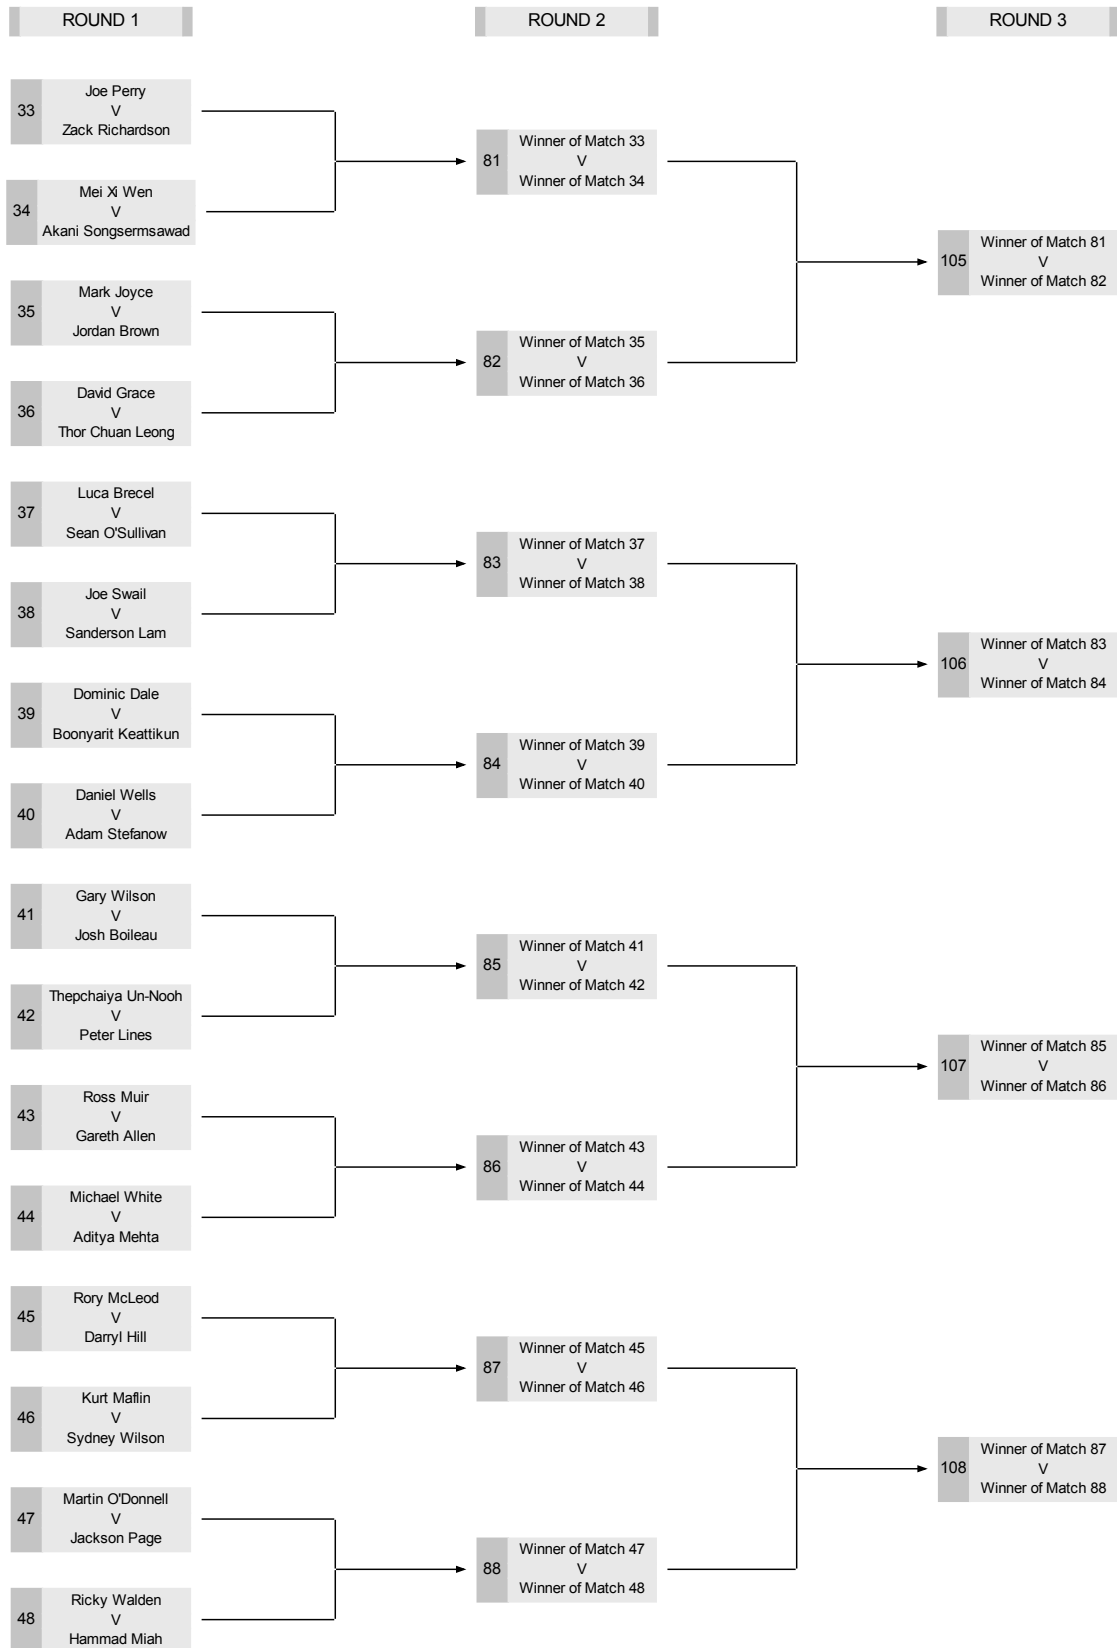 ROUND 1
ROUND 2
ROUND 3
33
Joe Perry
V
Zack Richardson
34
Mei Xi Wen
V
Akani Songsermsawad
35
Mark Joyce
V
Jordan Brown
36
David Grace
V
Thor Chuan Leong
37
Luca Brecel
V
Sean O'Sullivan
38
Joe Swail
V
Sanderson Lam
39
Dominic Dale
V
Boonyarit Keattikun
40
Daniel Wells
V
Adam Stefanow
41
Gary Wilson
V
Josh Boileau
42
Thepchaiya Un-Nooh
V
Peter Lines
43
Ross Muir
V
Gareth Allen
44
Michael White
V
Aditya Mehta
45
Rory McLeod
V
Darryl Hill
46
Kurt Maflin
V
Sydney Wilson
47
Martin O'Donnell
V
Jackson Page
48
Ricky Walden
V
Hammad Miah
81
Winner of Match 33
V
Winner of Match 34
82
Winner of Match 35
V
Winner of Match 36
83
Winner of Match 37
V
Winner of Match 38
84
Winner of Match 39
V
Winner of Match 40
85
Winner of Match 41
V
Winner of Match 42
86
Winner of Match 43
V
Winner of Match 44
87
Winner of Match 45
V
Winner of Match 46
88
Winner of Match 47
V
Winner of Match 48
105
Winner of Match 81
V
Winner of Match 82
106
Winner of Match 83
V
Winner of Match 84
107
Winner of Match 85
V
Winner of Match 86
108
Winner of Match 87
V
Winner of Match 88